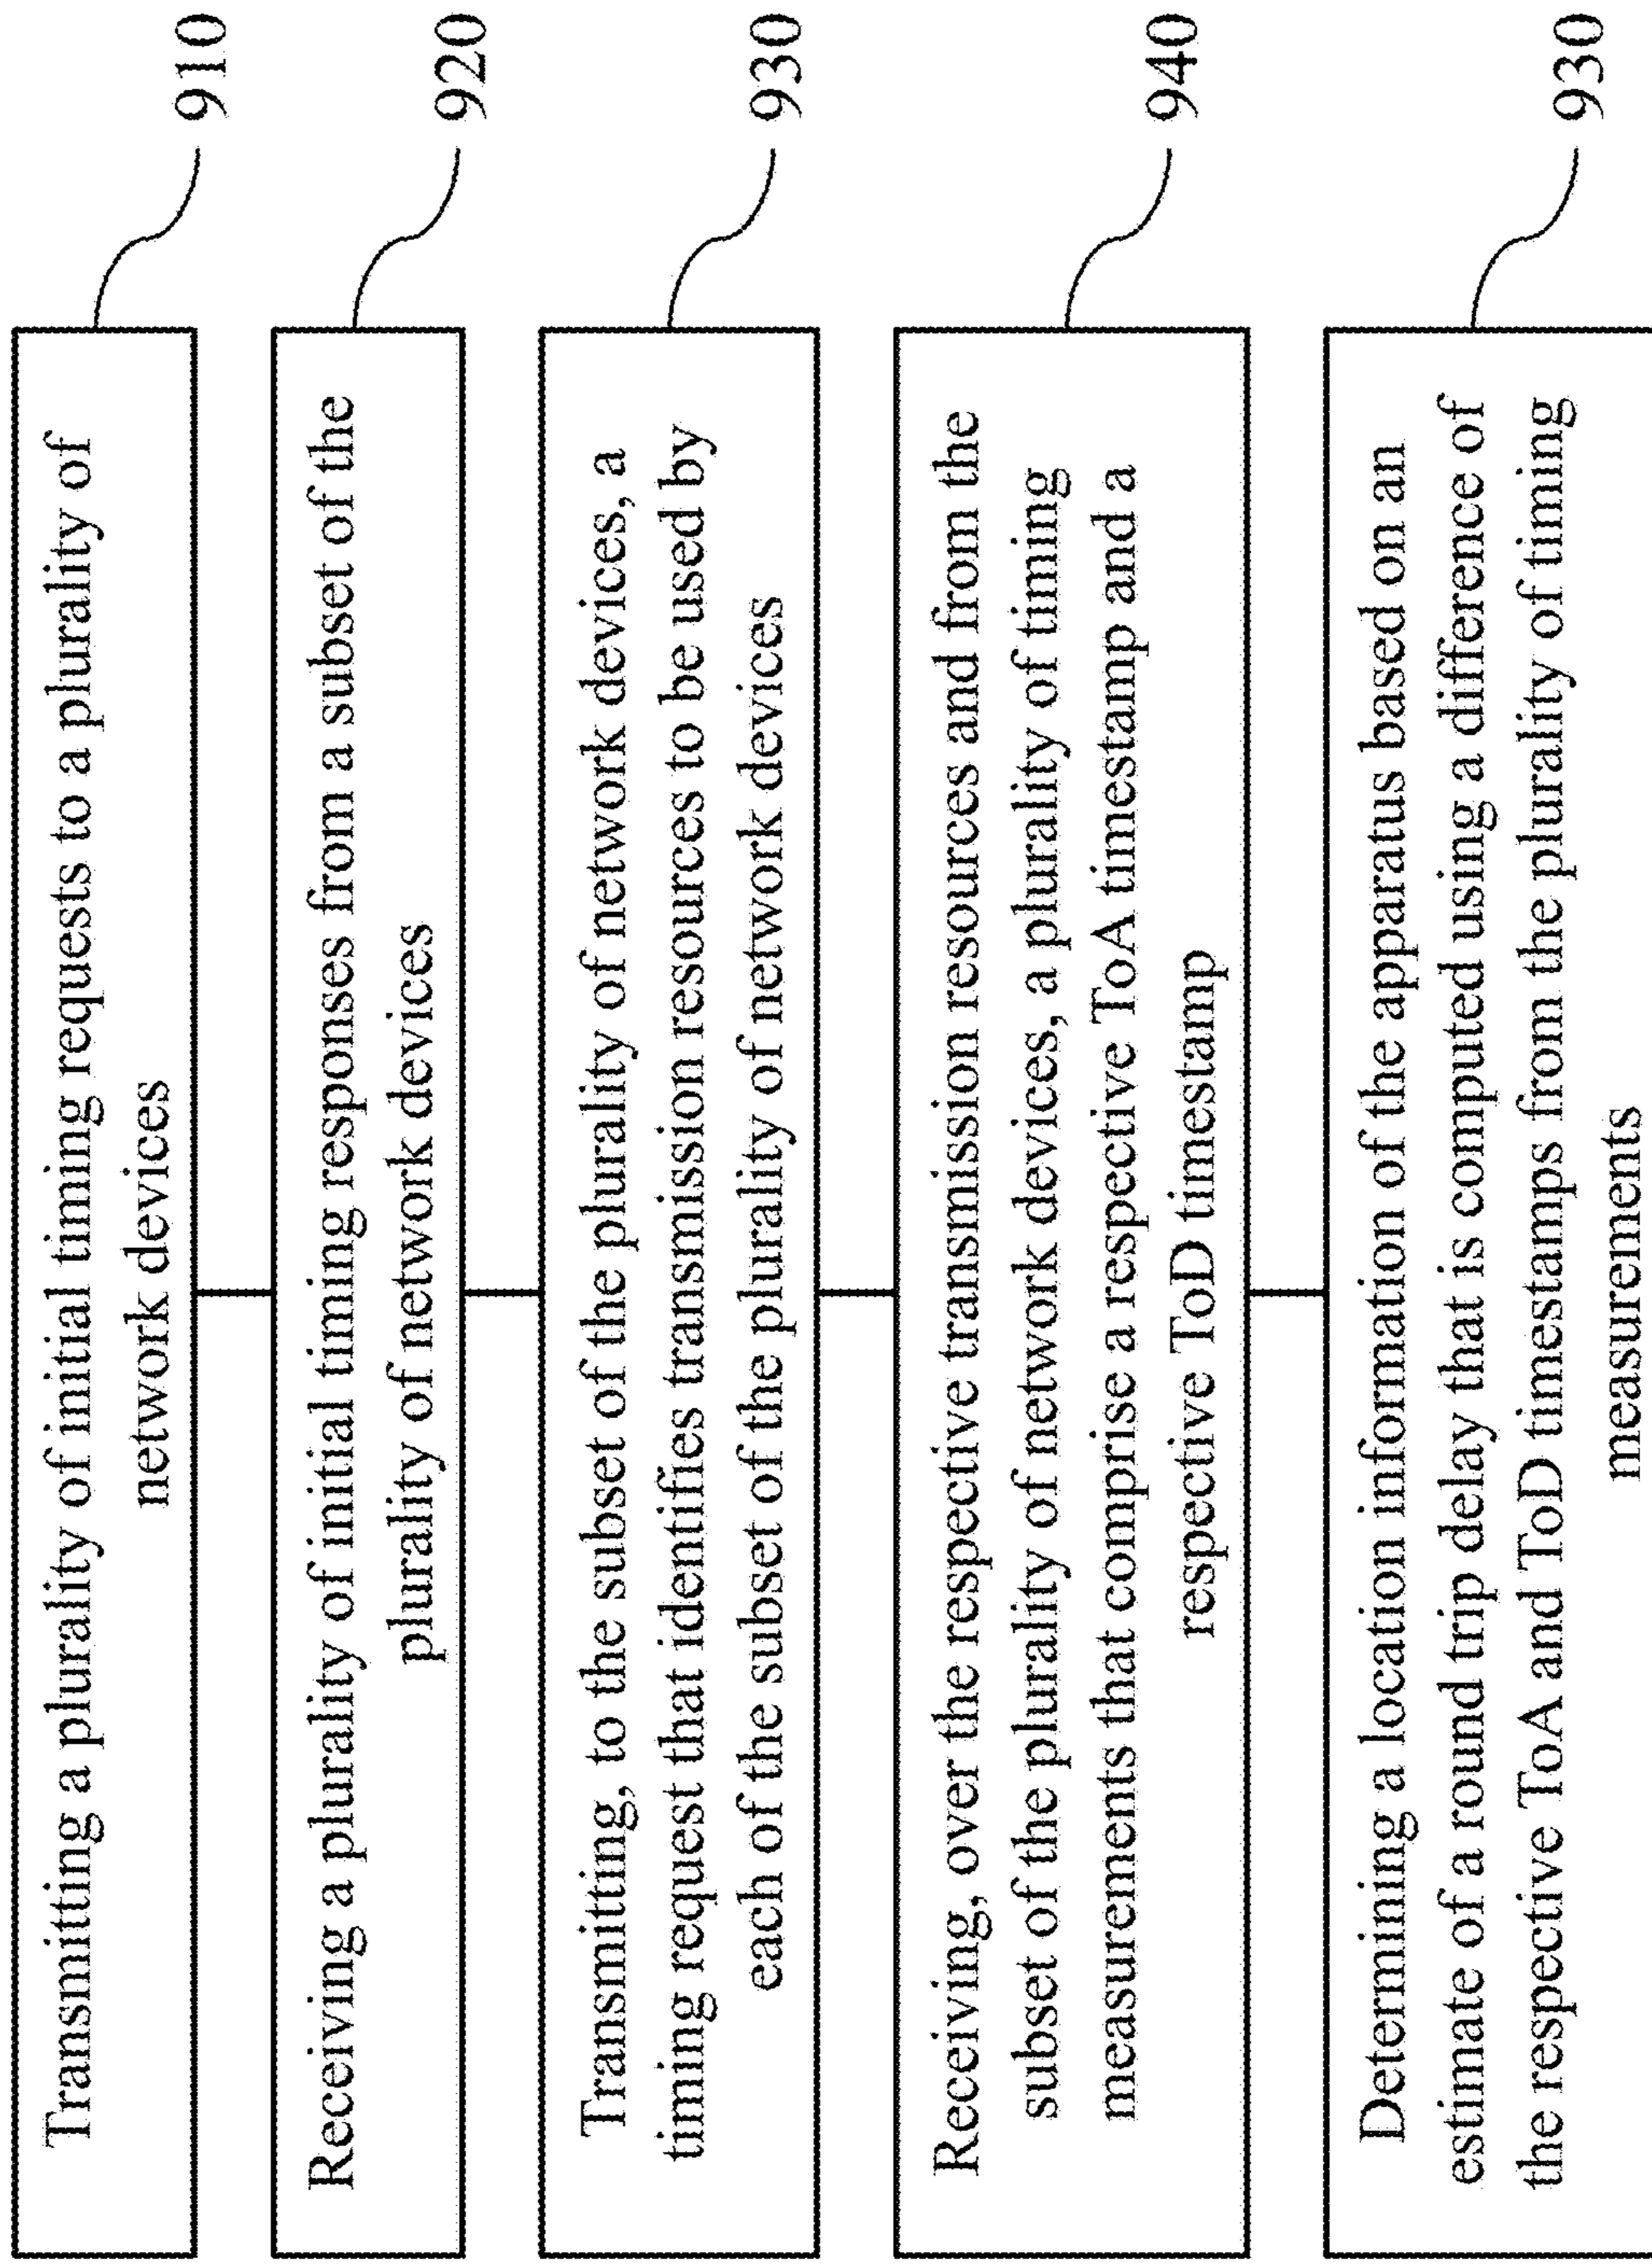 Transmitting a plurality of initial timing requests to a plurality of
network devices
910
Receiving a plurality of initial timing responses from a subset of the
plurality of network devices
920
Transmitting, to the subset of the plurality of network devices, a
timing request that identifies transmission resources to be used by
each of the subset of the plurality of network devices
930
Receiving, over the respective transmission resources and from the
subset of the plurality of network devices, a plurality of timing
measurements that comprise a respective ToA timestamp and a
respective ToD timestamp
940
Determining a location information of the apparatus based on an
estimate of a round trip delay that is computed using a difference of
the respective ToA and ToD timestamps from the plurality of timing
measurements
930